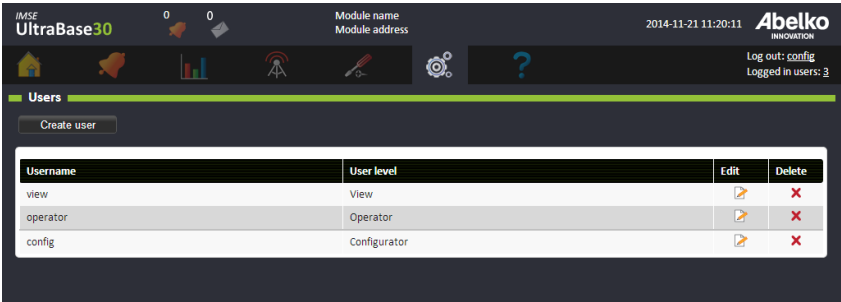 IMSE
UltraBase30
0
0
Module name
Module address
2014-11-21 11:20:11
Abelko
INNOVATION
?
Log out: config
Logged in users: 3
Users
Create user
Username User level Edit Delete
view View
operator Operator
config Configurator